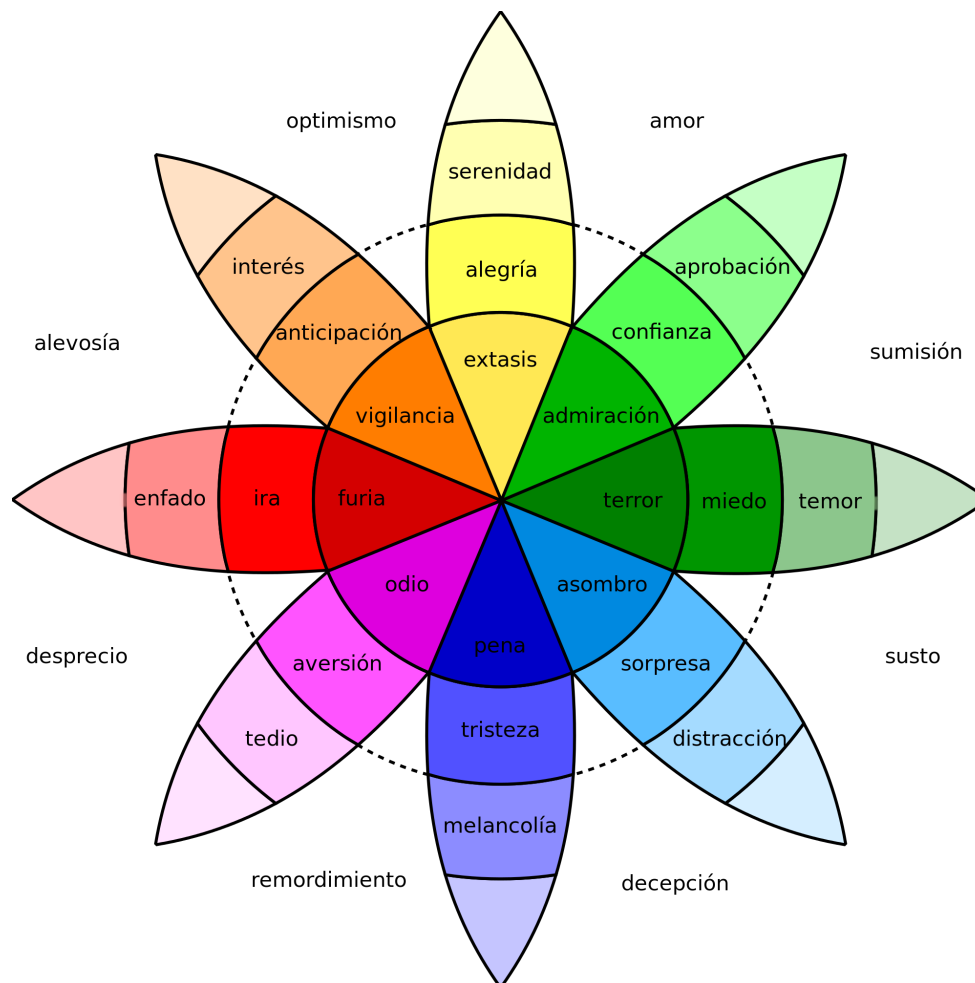 optimismo
amor
serenidad
interés
alegría
aprobación
anticipación
confianza
alevosía
sumisión
extasis
vigilancia
admiración
enfado
ira
furia
terror
miedo
temor
odio
asombro
desprecio
pena
susto
aversión
sorpresa
tedio
tristeza
distracción
melancolía
remordimiento
decepción